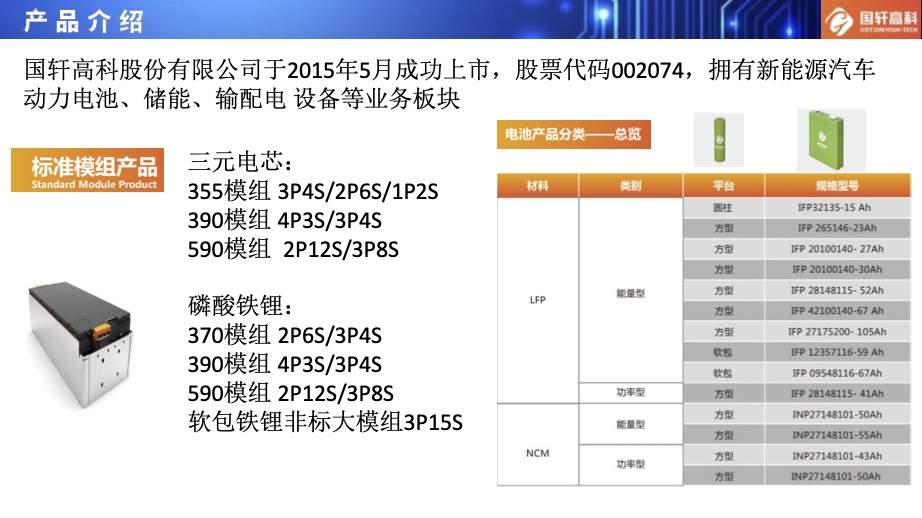 产品介绍
国轩高科
GOTION HIGH-TECH
国轩高科股份有限公司于2015年5月成功上市，股票代码002074，拥有新能源汽车
动力电池、储能、输配电 设备等业务板块
标准模组产品
Standard Module Product
三元电芯：
355模组 3P4S/2P6S/1P2S
390模组 4P3S/3P4S
590模组 2P12S/3P8S
磷酸铁锂：
370模组 2P6S/3P4S
390模组 4P3S/3P4S
590模组 2P12S/3P8S
软包铁锂非标大模组3P15S
电池产品分类——总览
材料 类别 平台 规格型号
圆柱 IFP32135-15 Ah
方型 IFP 265146-23Ah
方型 IFP 20100140- 27Ah
方型 IFP 20100140-30Ah
LFP 能量型 方型 IFP 28148115- 52Ah
方型 IFP 42100140-67 Ah
方型 IFP 27175200- 105Ah
软包 IFP 12357116-59 Ah
软包 IFP 09548116-67Ah
功率型 方型 IFP 28148115- 41Ah
NCM 能量型 方型 INP27148101-50Ah
方型 INP27148101-55Ah
功率型 方型 INP27148101-43Ah
方型 INP27148101-50Ah